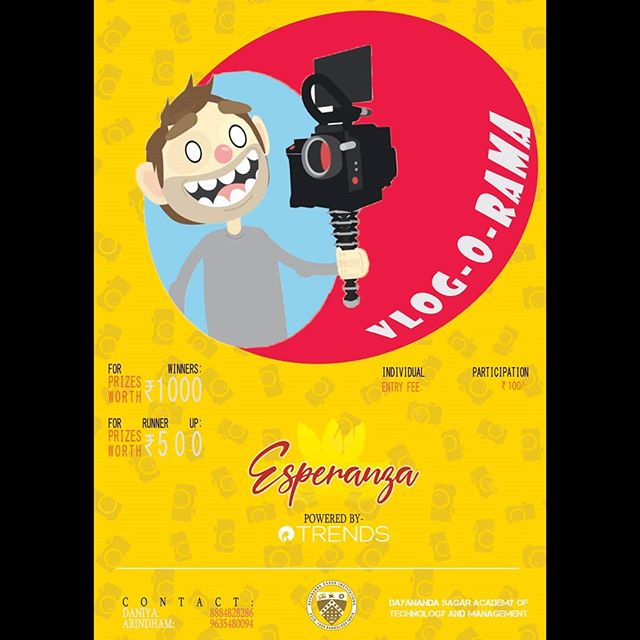 VLOG-O-RAMA
FOR WINNERS:
PRIZES WORTH ₹1000
FOR RUNNER UP:
PRIZES WORTH ₹500
INDIVIDUAL PARTICIPATION
ENTRY FEE ₹100/-
Esperanza
POWERED BY-
TRENDS
CONTACT:
DANIYA: 8884828286
ARINDHAM: 9635480094
DAYANANDA SAGAR ACADEMY OF
TECHNOLOGY AND MANAGEMENT